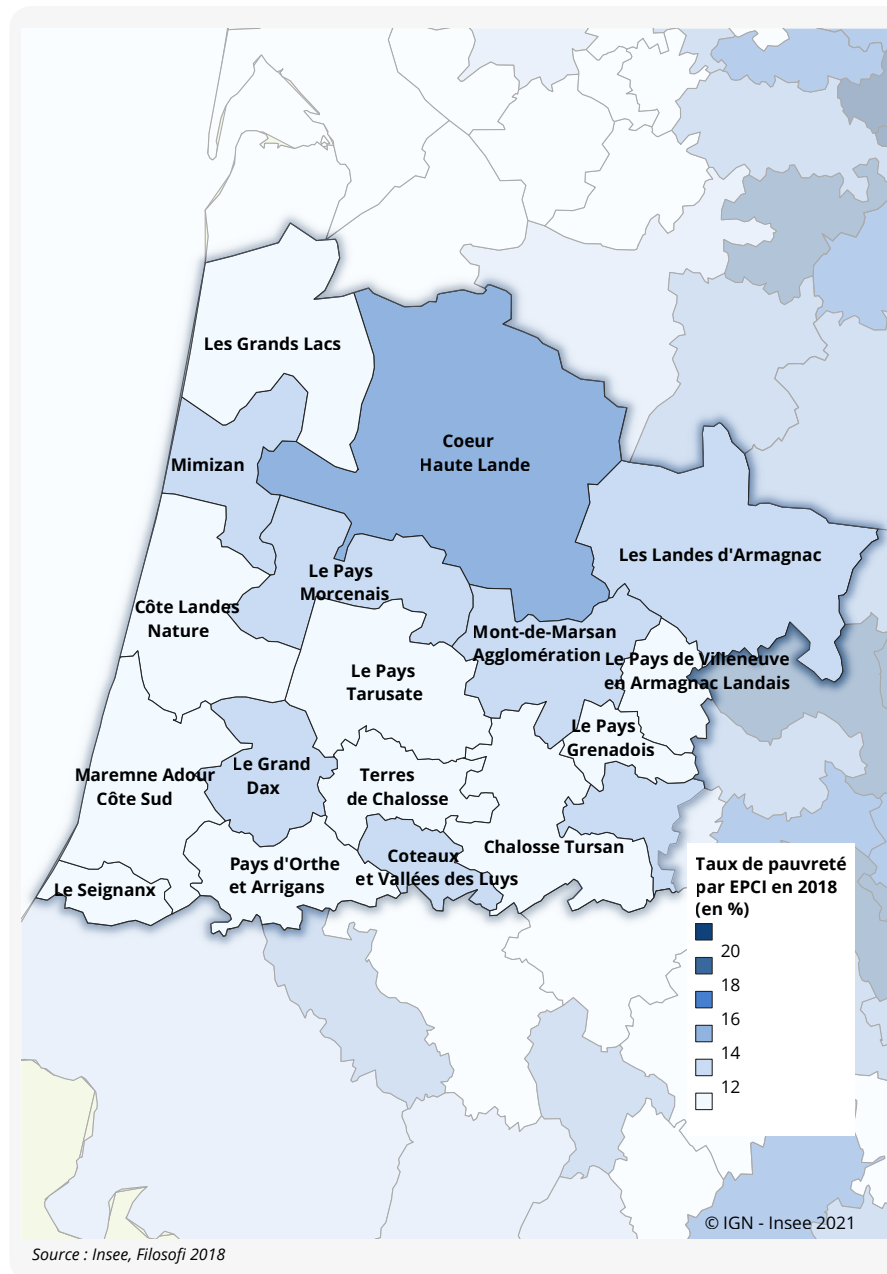 Les Grands Lacs
Coeur
Haute Lande
Mimizan
Les Landes d'Armagnac
Le Pays
Morcenais
Côte Landes
Nature
Mont-de-Marsan
Agglomération
Le Pays de Villeneuve
en Armagnac Landais
Le Pays
Tarusate
Le Pays
Grenadois
Maremne Adour
Côte Sud
Le Grand
Dax
Terres
de Chalosse
Chalosse Tursan
Pays d'Orthe
et Arrigans
Coteaux
et Vallées des Luys
Le Seignanx
Taux de pauvreté
par EPCI en 2018
(en %)
20
18
16
14
12
© IGN - Insee 2021
Source : Insee, Filosofi 2018